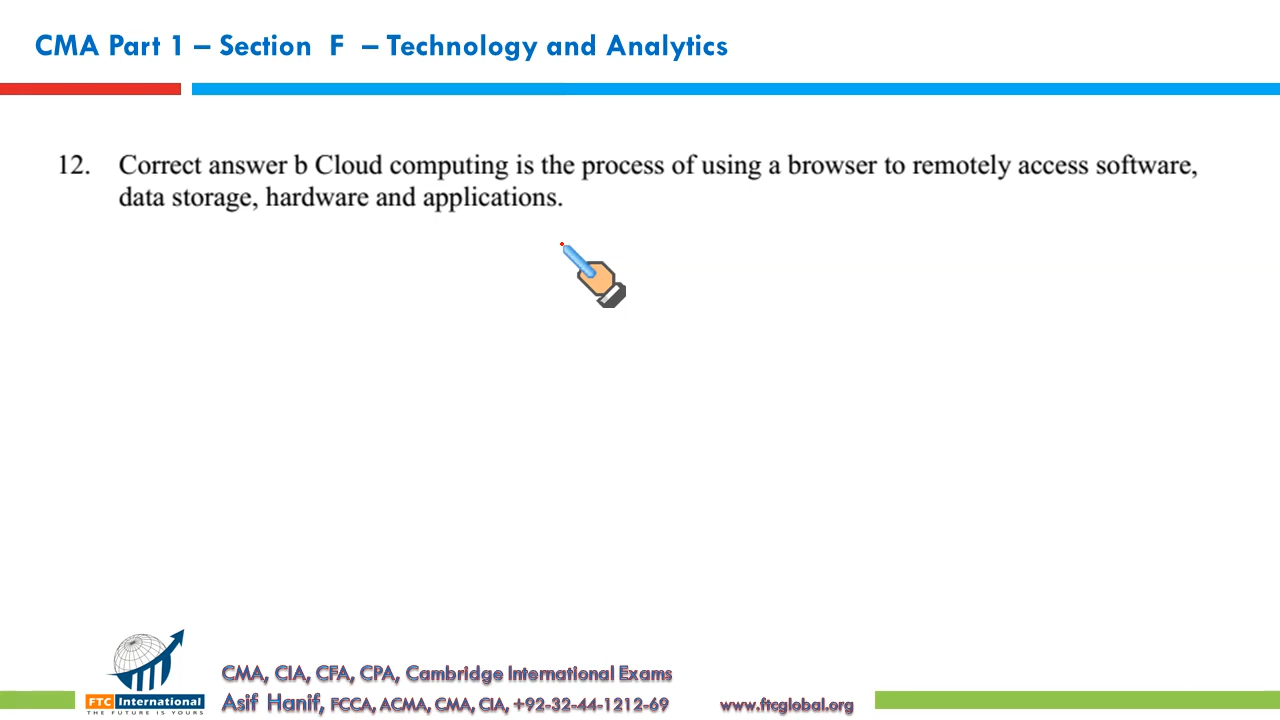 CMA Part 1 – Section F – Technology and Analytics
12. Correct answer b Cloud computing is the process of using a browser to remotely access software,
data storage, hardware and applications.
FTC International
THE FUTURE IS YOURS
CMA, CIA, CFA, CPA, Cambridge International Exams
Asif Hanif, FCCA, ACMA, CMA, CIA, +92-32-44-1212-69 www.ftcglobal.org